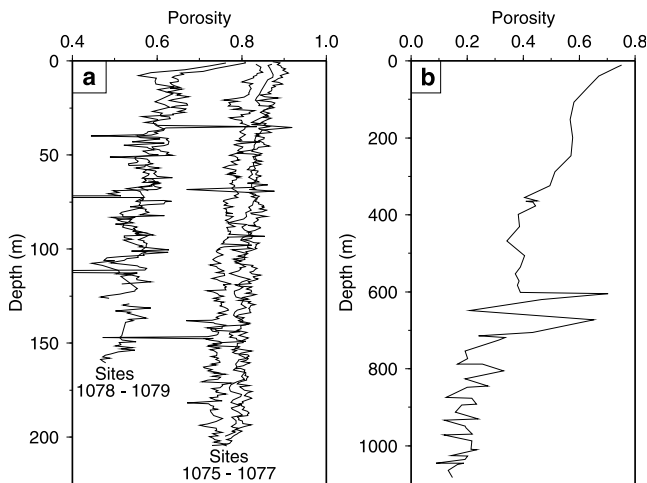 Porosity
0.4 0.6 0.8 1.0
a
0
50
100
150
200
Depth (m)
Sites
1078 - 1079
Sites
1075 - 1077
Porosity
0.0 0.2 0.4 0.6 0.8
b
0
200
400
600
800
1000
Depth (m)